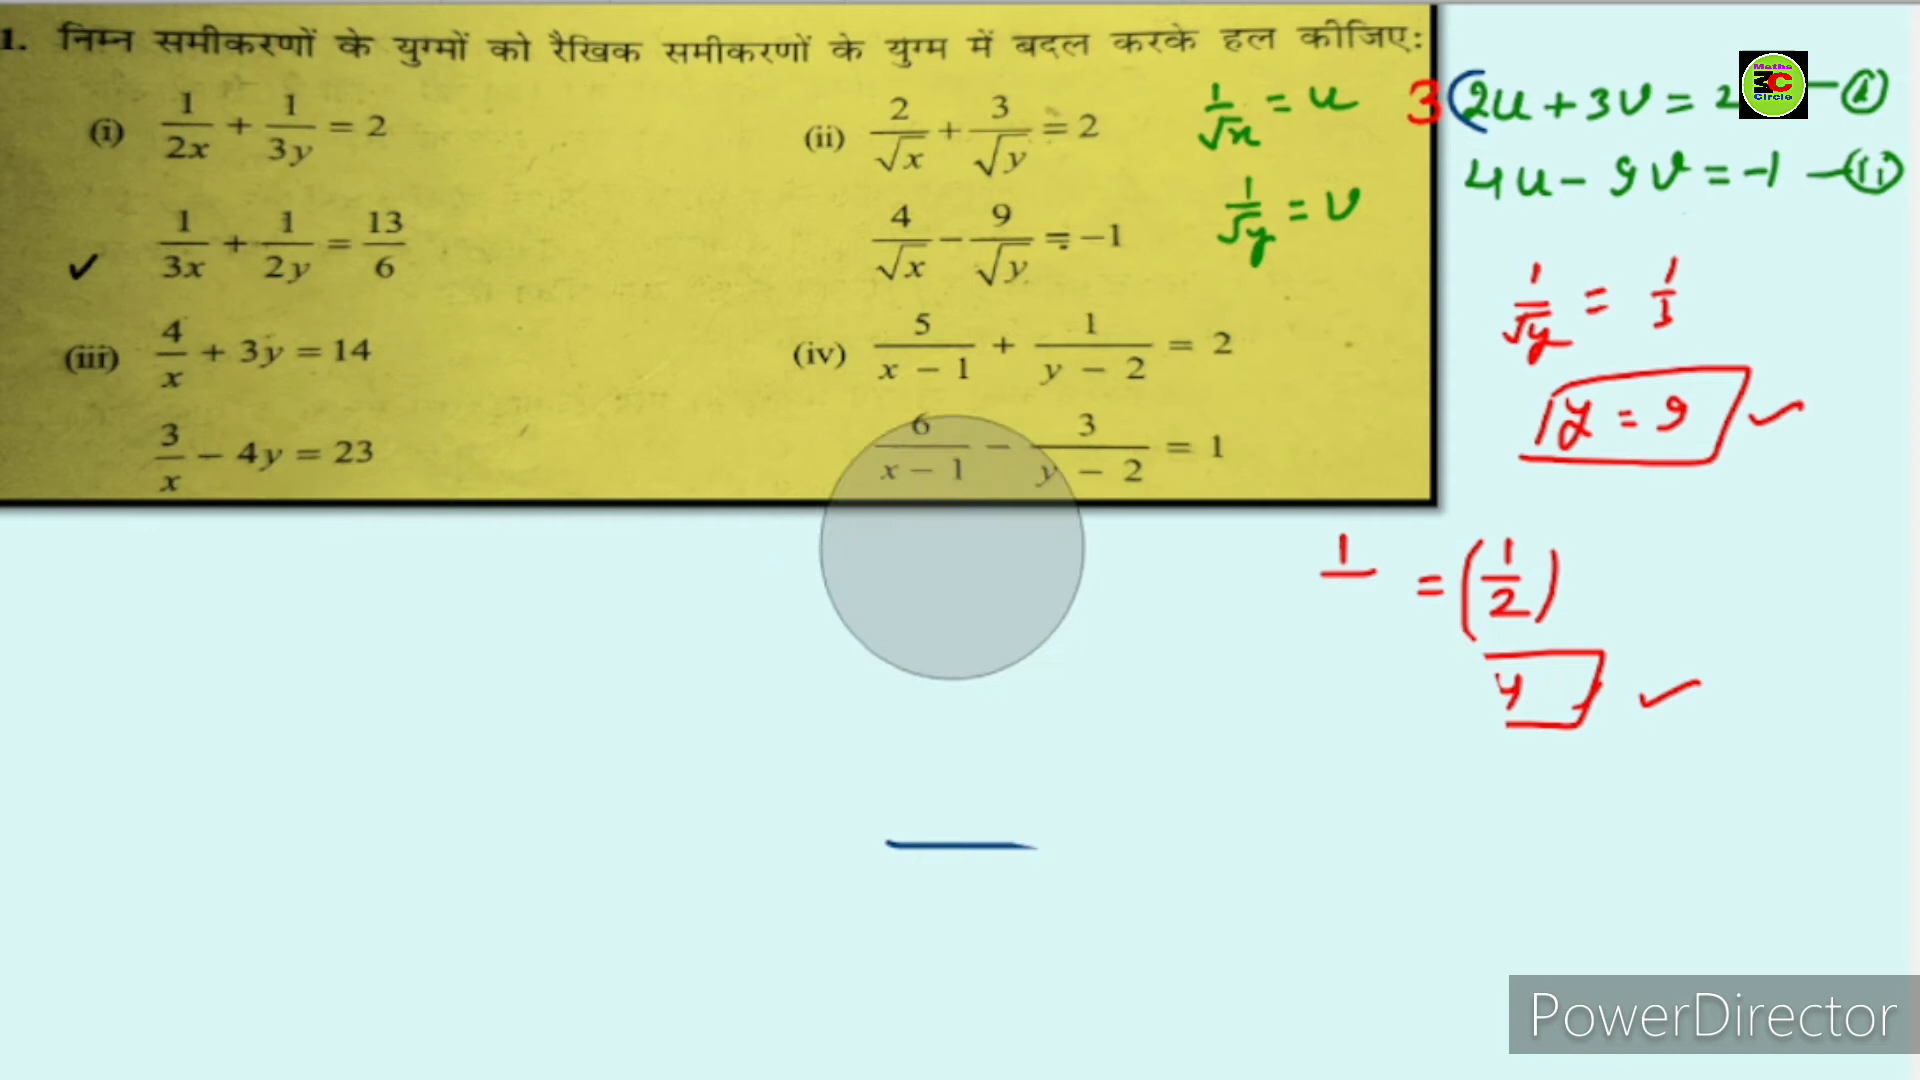 1. निम्न समीकरणों के युग्मों को रैखिक समीकरणों के युग्म में बदल करके हल कीजिए:
(i) 1/2x + 1/3y = 2
1/3x + 1/2y = 13/6
(ii) 2/√x + 3/√y = 2
4/√x − 9/√y = −1
(iii) 4/x + 3y = 14
3/x − 4y = 23
(iv) 5/(x − 1) + 1/(y − 2) = 2
6/(x − 1) − 3/(y − 2) = 1
1/√x = u
1/√y = v
3(2u + 3v = 2 — (i)
4u − 9v = −1 — (ii)
1/√y = 1/3
y = 9 ✓
1/ = (1/2)
4 ✓
Maths
3C
Circle
PowerDirector